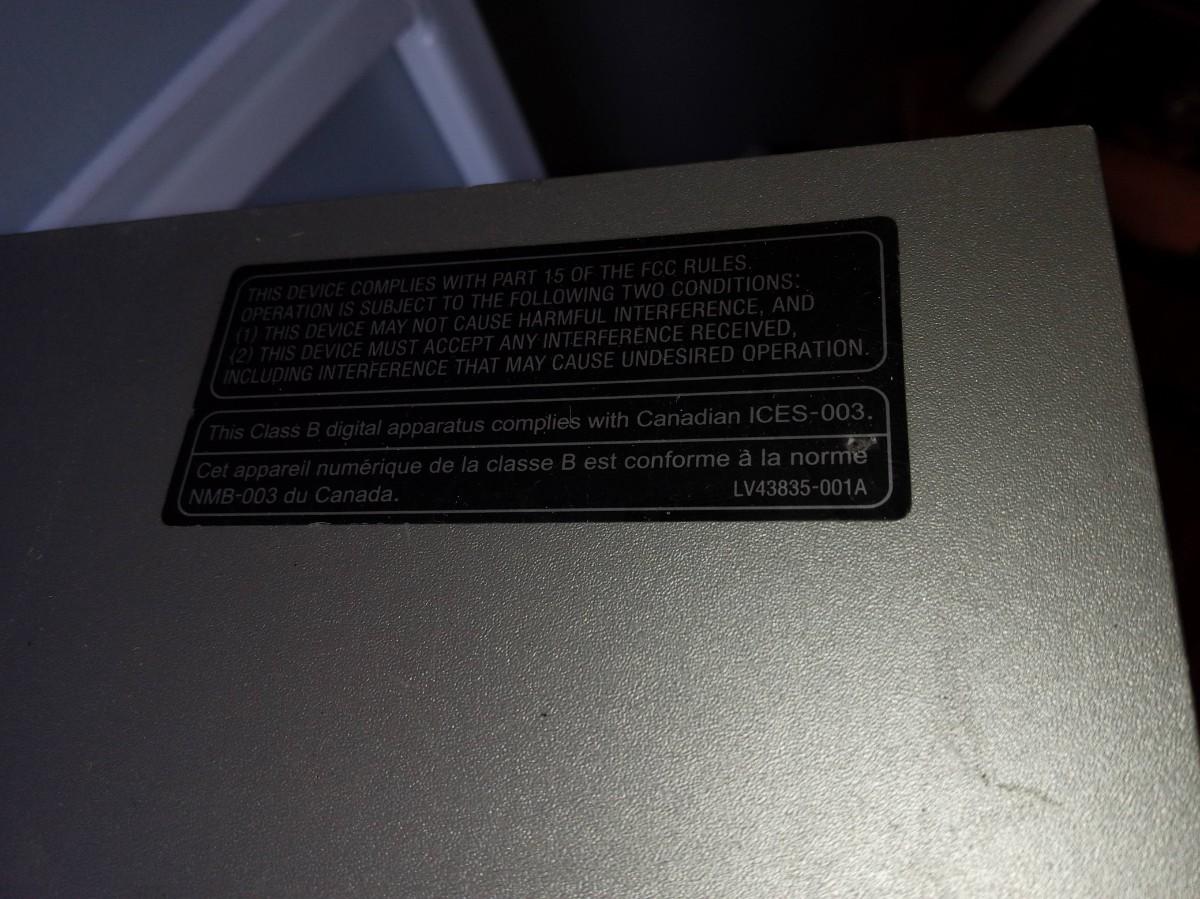 THIS DEVICE COMPLIES WITH PART 15 OF THE FCC RULES.
OPERATION IS SUBJECT TO THE FOLLOWING TWO CONDITIONS:
(1) THIS DEVICE MAY NOT CAUSE HARMFUL INTERFERENCE, AND
(2) THIS DEVICE MUST ACCEPT ANY INTERFERENCE RECEIVED,
INCLUDING INTERFERENCE THAT MAY CAUSE UNDESIRED OPERATION.
This Class B digital apparatus complies with Canadian ICES-003.
Cet appareil numérique de la classe B est conforme à la norme
NMB-003 du Canada. LV43835-001A